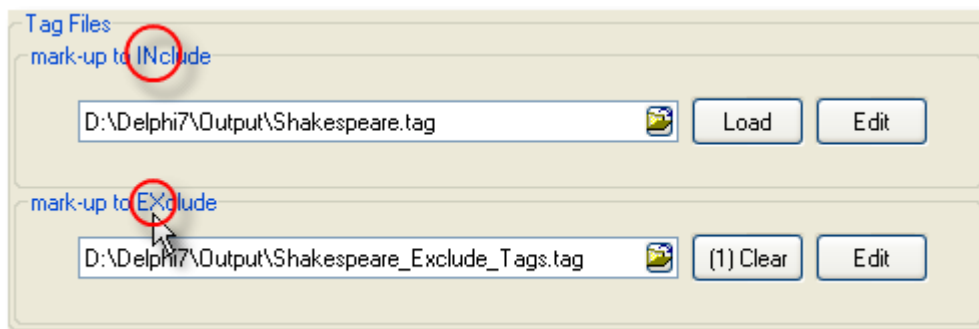 Tag Files
mark-up to INclude
D:\Delphi7\Output\Shakespeare.tag Load Edit
mark-up to EXclude
D:\Delphi7\Output\Shakespeare_Exclude_Tags.tag (1) Clear Edit